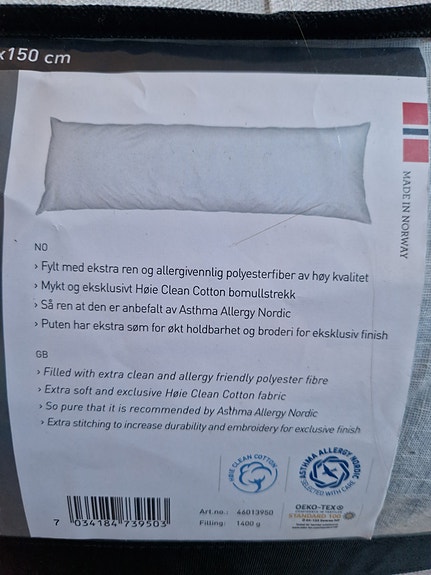 x150 cm
MADE IN NORWAY
NO
› Fylt med ekstra ren og allergivennlig polyesterfiber av høy kvalitet
› Mykt og eksklusivt Høie Clean Cotton bomullstrekk
› Så ren at den er anbefalt av Asthma Allergy Nordic
› Puten har ekstra søm for økt holdbarhet og broderi for eksklusiv finish
GB
› Filled with extra clean and allergy friendly polyester fibre
› Extra soft and exclusive Høie Clean Cotton fabric
› So pure that it is recommended by Asthma Allergy Nordic
› Extra stitching to increase durability and embroidery for exclusive finish
HØIE CLEAN COTTON
ASTHMA ALLERGY NORDIC
SELECTED WITH CARE
OEKO-TEX®
STANDARD 100
Art.no.: 46013950
Filling: 1400 g
7 034184 739503